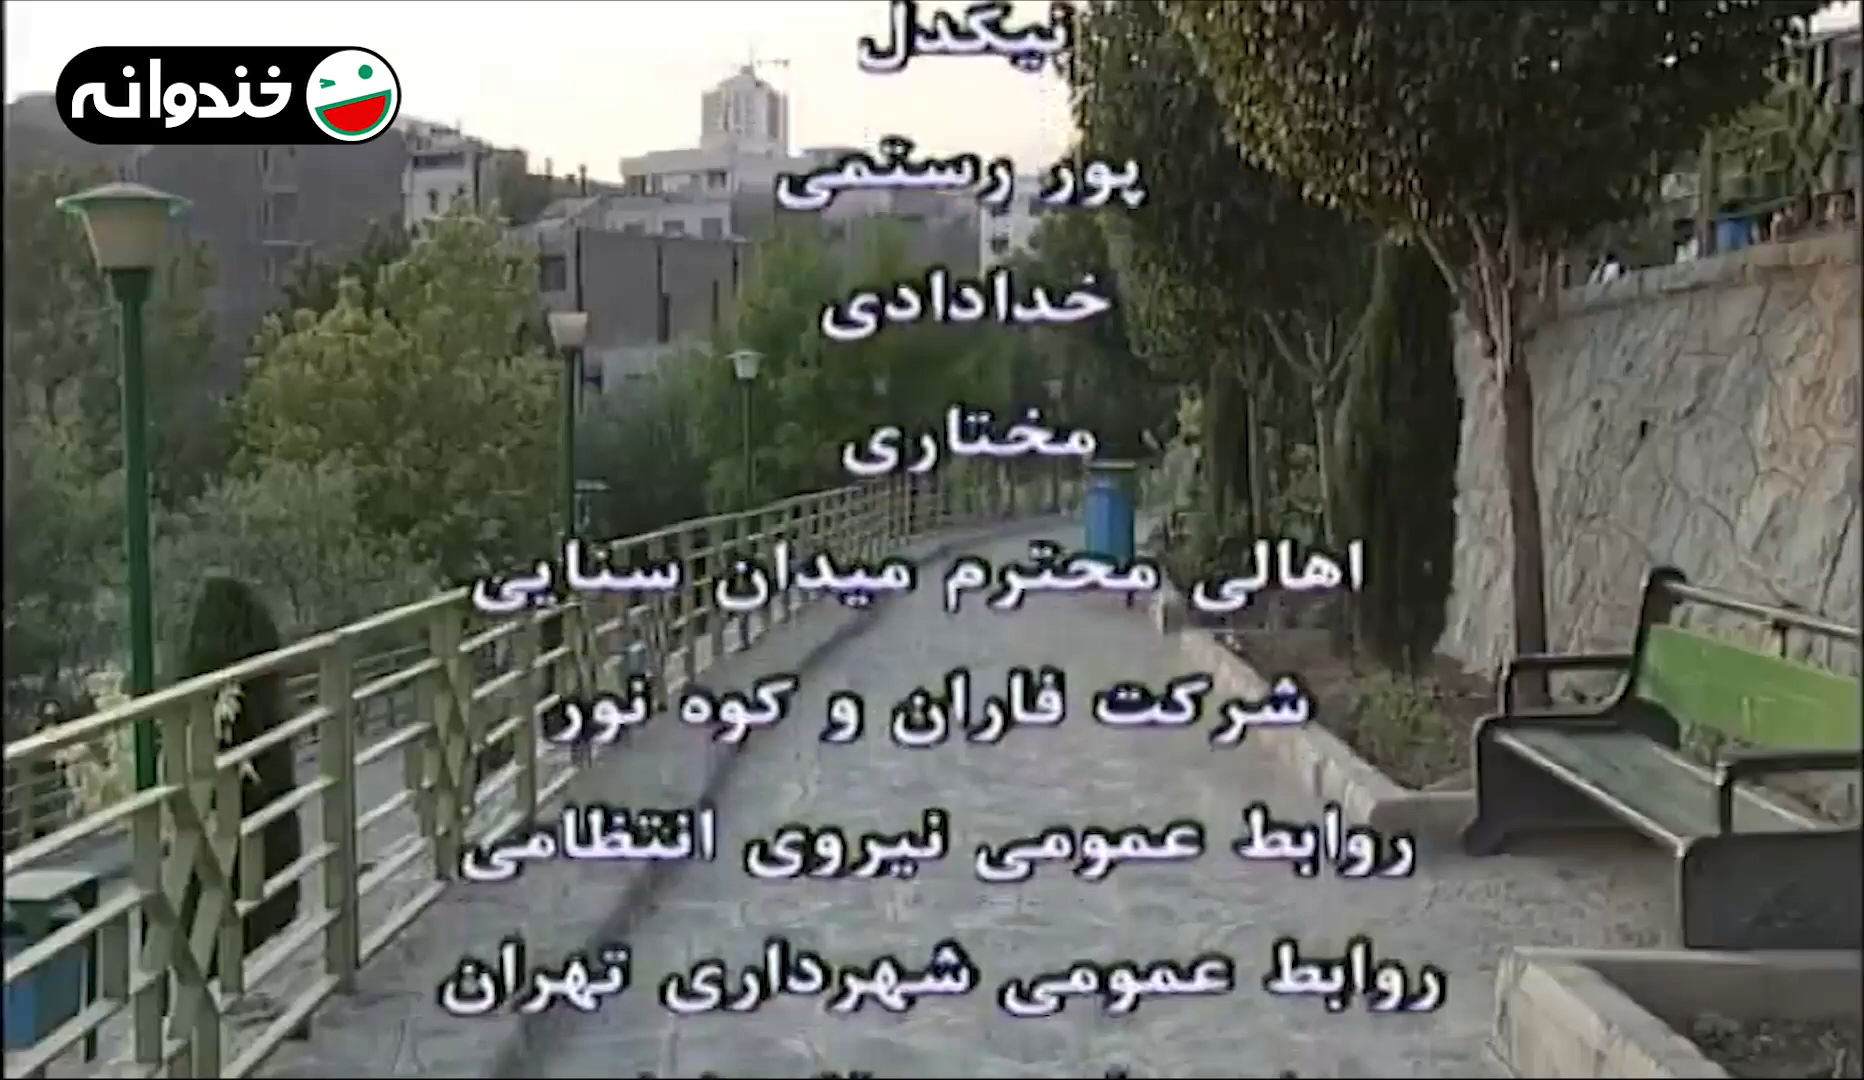 خندوانه
نیکدل
پور رستمی
خدادادی
مختاری
اهالی محترم میدان سنایی
شرکت فاران و کوه نور
روابط عمومی نیروی انتظامی
روابط عمومی شهرداری تهران